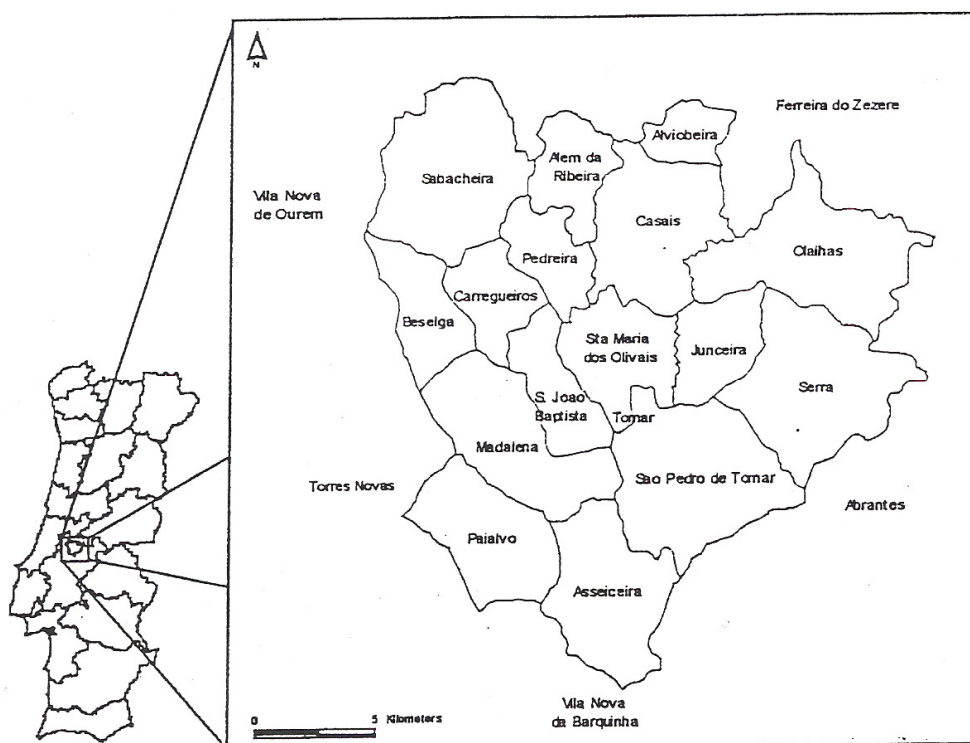 N
Ferreira do Zezere
Alviobeira
Alem da
Ribeira
Sabacheira
Vila Nova
de Ourem
Casais
Olalhas
Pedreira
Carregueiros
Beselga
Sta Maria
dos Olivais
Junceira
Serra
S. Joao
Baptista
Tomar
Madalena
Sao Pedro de Tomar
Torres Novas
Abrantes
Paialvo
Asseiceira
Vila Nova
da Barquinha
0 5 Kilometers